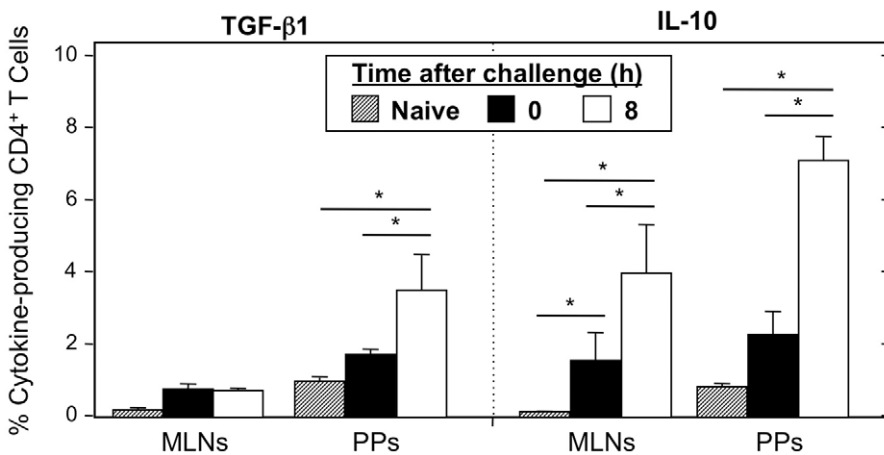 TGF-β1 IL-10
% Cytokine-producing CD4⁺ T Cells
10
8
6
4
2
0
Time after challenge (h)
Naive 0 8
* * * * * * *
MLNs PPs MLNs PPs